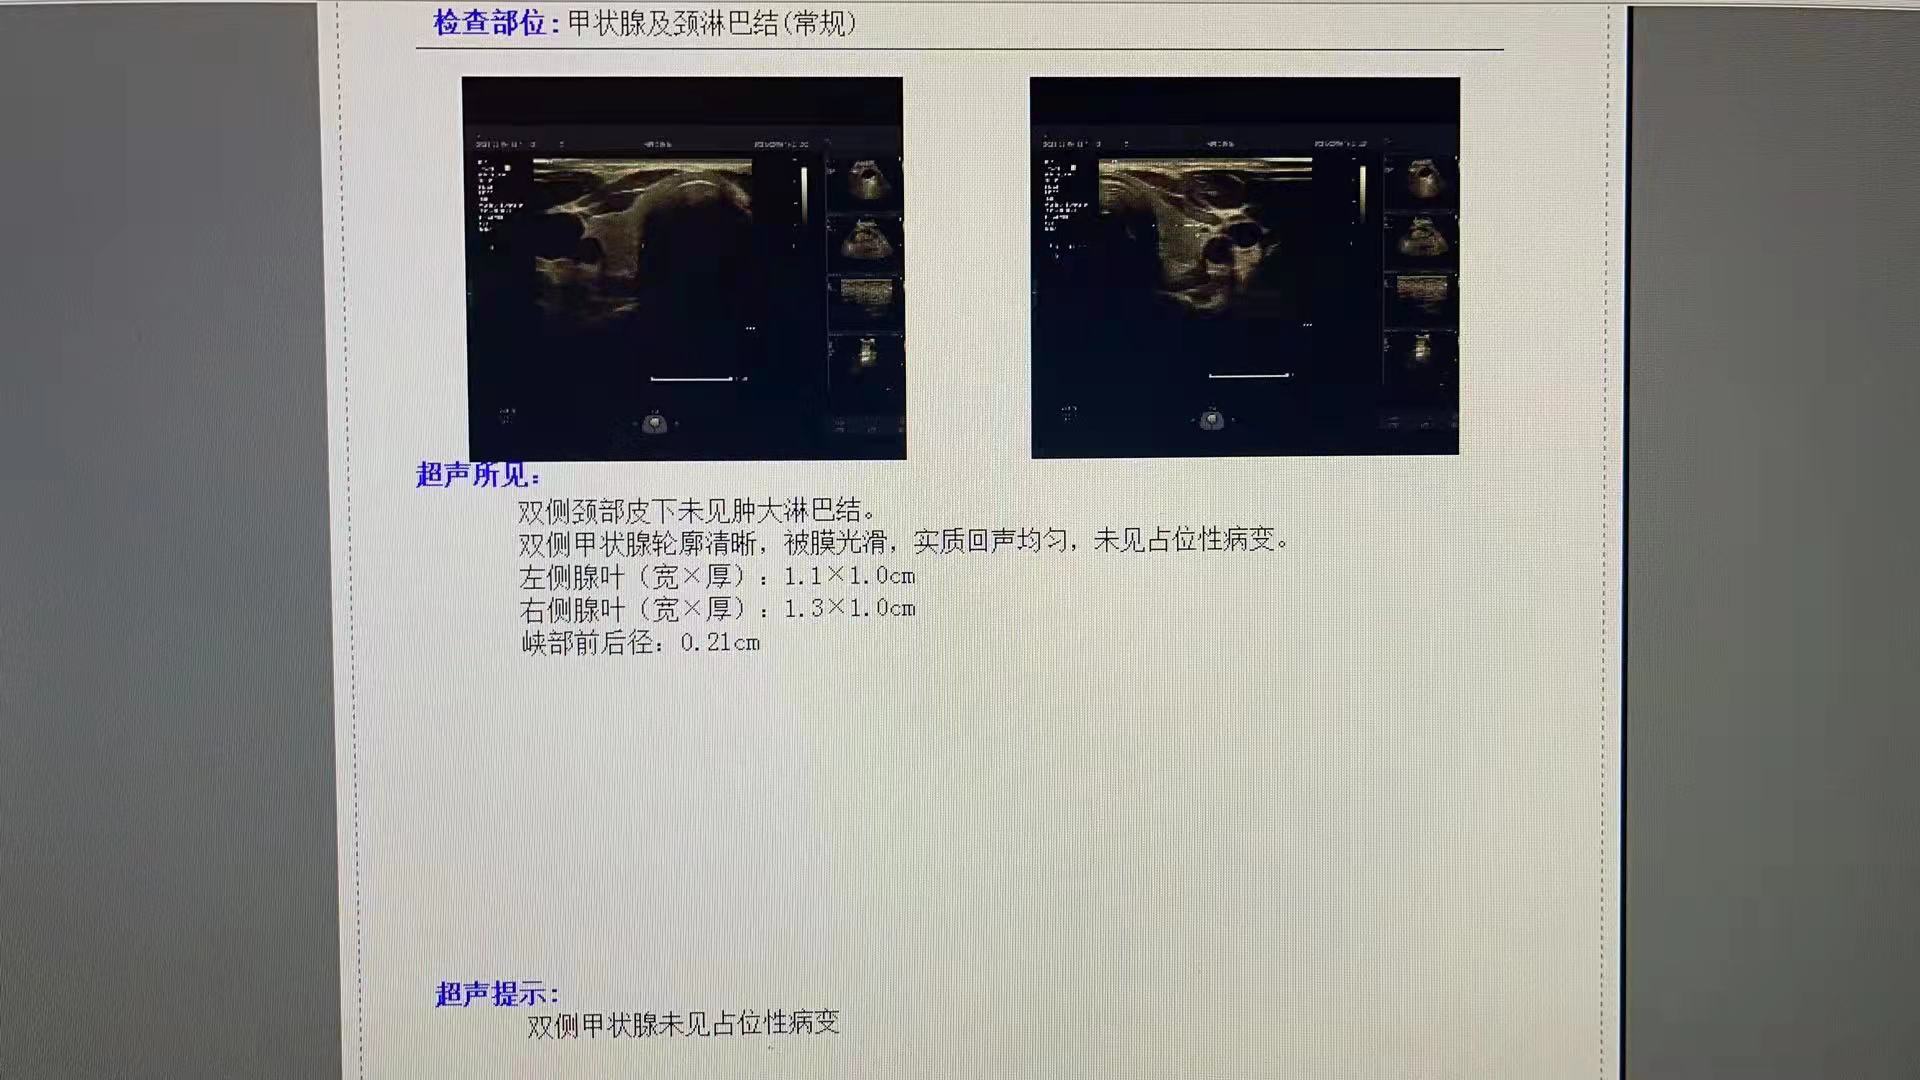 检查部位:甲状腺及颈淋巴结(常规)
超声所见:
双侧颈部皮下未见肿大淋巴结。
双侧甲状腺轮廓清晰，被膜光滑，实质回声均匀，未见占位性病变。
左侧腺叶（宽×厚）: 1.1×1.0cm
右侧腺叶（宽×厚）: 1.3×1.0cm
峡部前后径: 0.21cm
超声提示:
双侧甲状腺未见占位性病变